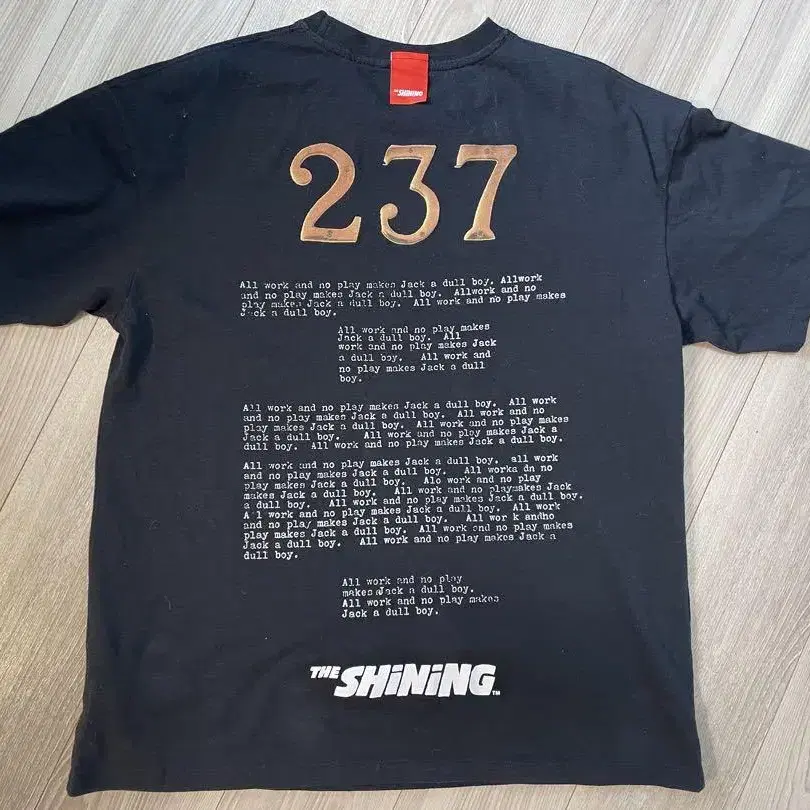 THE SHiNiNG
237
All work and no play makes Jack a dull boy. Allwork
and no play makes Jack a dull boy.  Allwork and no
play makes Jack a dull boy.  All work and no play makes
Jack a dull boy.
All work and no play makes
Jack a dull boy.  All
work and no play makes Jack
a dull boy.   All work and
no play makes Jack a dull
boy.
All work and no play makes Jack a dull boy.  All work
and no play makes Jack a dull boy.  All work and no
play makes Jack a dull boy.  All work and no play makes
Jack a dull boy.   All work and no play makes Jack a
dull boy.  All work and no play makes Jack a dull boy.
All work and no play makes Jack a dull boy.  all work
and no play makes Jack a dull boy.   All worka dn no
play makes Jack a dull boy.  Alo work and no play
makes Jack a dull boy.  All work and no playmakes Jack
a dull boy.  All work and no play makes Jack a dull boy.
All work and no play makes Jack a dull boy.  All work
and no play makes Jack a dull boy.  All wor k andno
play makes Jack a dull boy.  All work and no play makes
Jack a dull boy.  All work and no play makes Jack a
dull boy.
All work and no play
makes Jack a dull boy.
All work and no play makes
Jack a dull boy.
THE SHiNiNG™